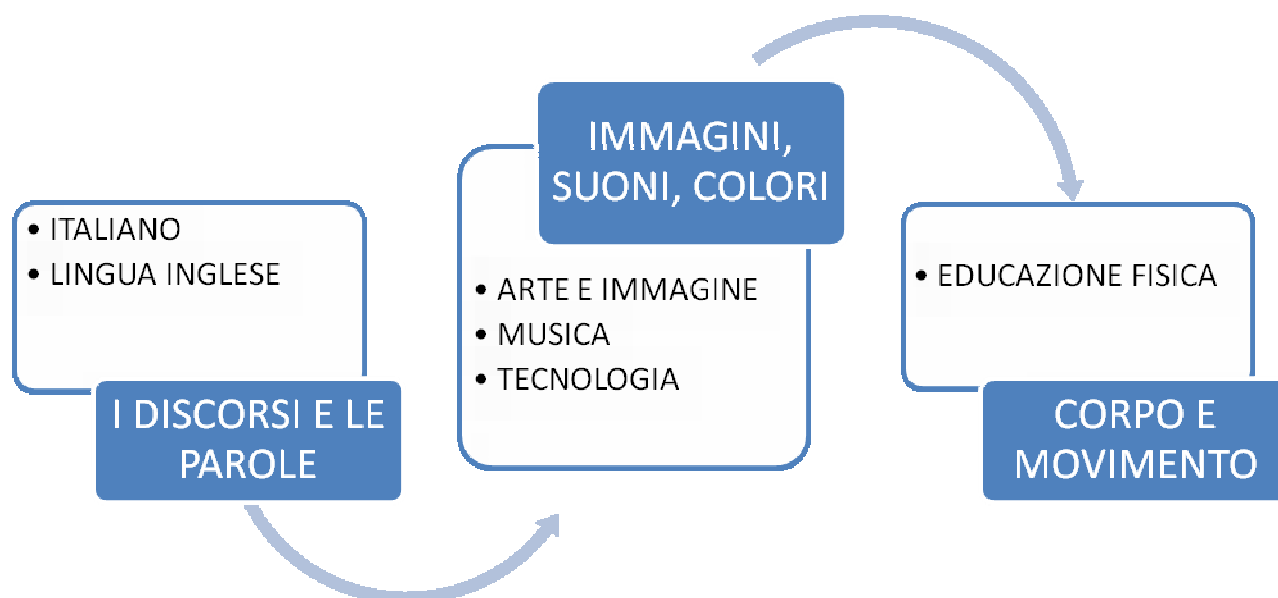 • ITALIANO
• LINGUA INGLESE
I DISCORSI E LE
PAROLE
IMMAGINI,
SUONI, COLORI
• ARTE E IMMAGINE
• MUSICA
• TECNOLOGIA
• EDUCAZIONE FISICA
CORPO E
MOVIMENTO